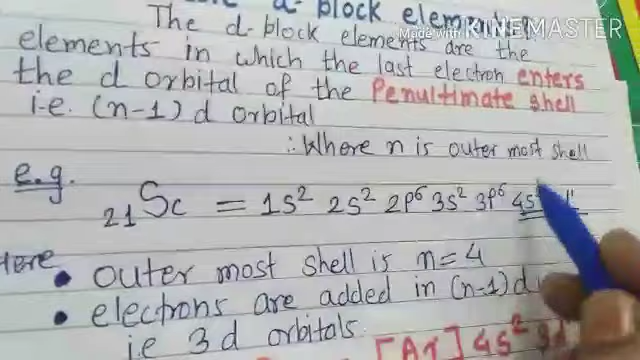 d-block elements?
Made with KINEMASTER
The d-block elements are the
elements in which the last electron enters
the d orbital of the Penultimate shell
i.e. (n-1) d orbital
∴ Where n is outer most shell
e.g.
₂₁Sc = 1s² 2s² 2p⁶ 3s² 3p⁶ 4s²
Here
• outer most shell is n=4
• electrons are added in (n-1) d
i.e 3d orbitals.
[Ar] 4s² 3d